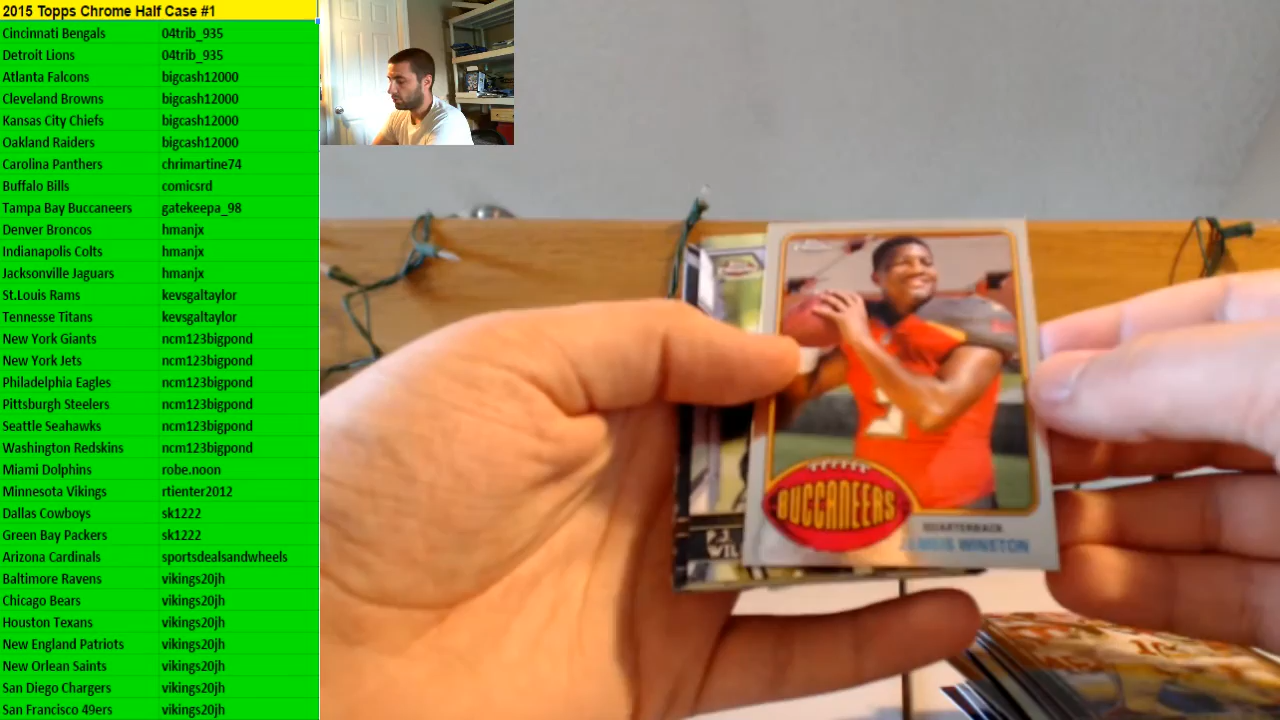 2015 Topps Chrome Half Case #1
Cincinnati Bengals 04trib_935
Detroit Lions 04trib_935
Atlanta Falcons bigcash12000
Cleveland Browns bigcash12000
Kansas City Chiefs bigcash12000
Oakland Raiders bigcash12000
Carolina Panthers chrimartine74
Buffalo Bills comicsrd
Tampa Bay Buccaneers gatekeepa_98
Denver Broncos hmanjx
Indianapolis Colts hmanjx
Jacksonville Jaguars hmanjx
St.Louis Rams kevsgaltaylor
Tennesse Titans kevsgaltaylor
New York Giants ncm123bigpond
New York Jets ncm123bigpond
Philadelphia Eagles ncm123bigpond
Pittsburgh Steelers ncm123bigpond
Seattle Seahawks ncm123bigpond
Washington Redskins ncm123bigpond
Miami Dolphins robe.noon
Minnesota Vikings rtienter2012
Dallas Cowboys sk1222
Green Bay Packers sk1222
Arizona Cardinals sportsdealsandwheels
Baltimore Ravens vikings20jh
Chicago Bears vikings20jh
Houston Texans vikings20jh
New England Patriots vikings20jh
New Orlean Saints vikings20jh
San Diego Chargers vikings20jh
San Francisco 49ers vikings20jh
BUCCANEERS
QUARTERBACK
JAMEIS WINSTON
P.J.
WIL